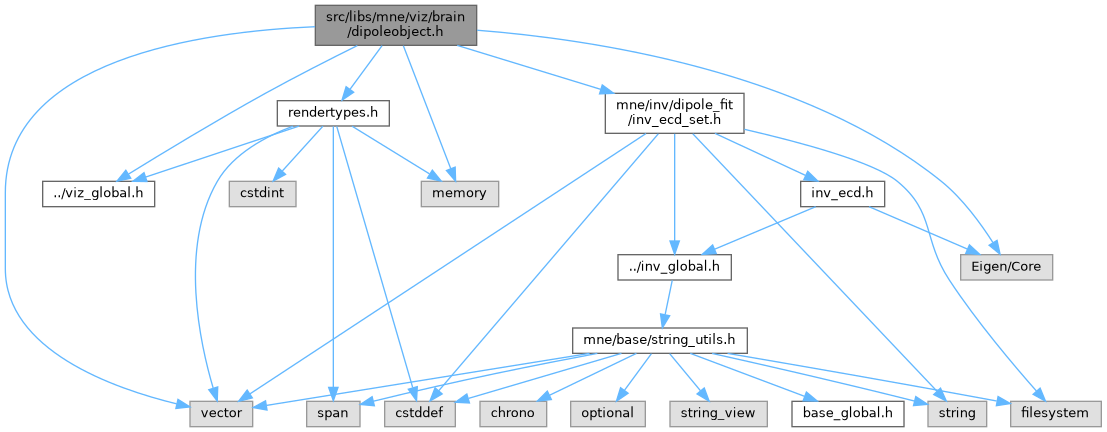 src/libs/mne/viz/brain
/dipoleobject.h
mne/inv/dipole_fit
/inv_ecd_set.h
rendertypes.h
../viz_global.h
cstdint
memory
inv_ecd.h
../inv_global.h
Eigen/Core
mne/base/string_utils.h
vector
span
cstddef
chrono
optional
string_view
base_global.h
string
filesystem